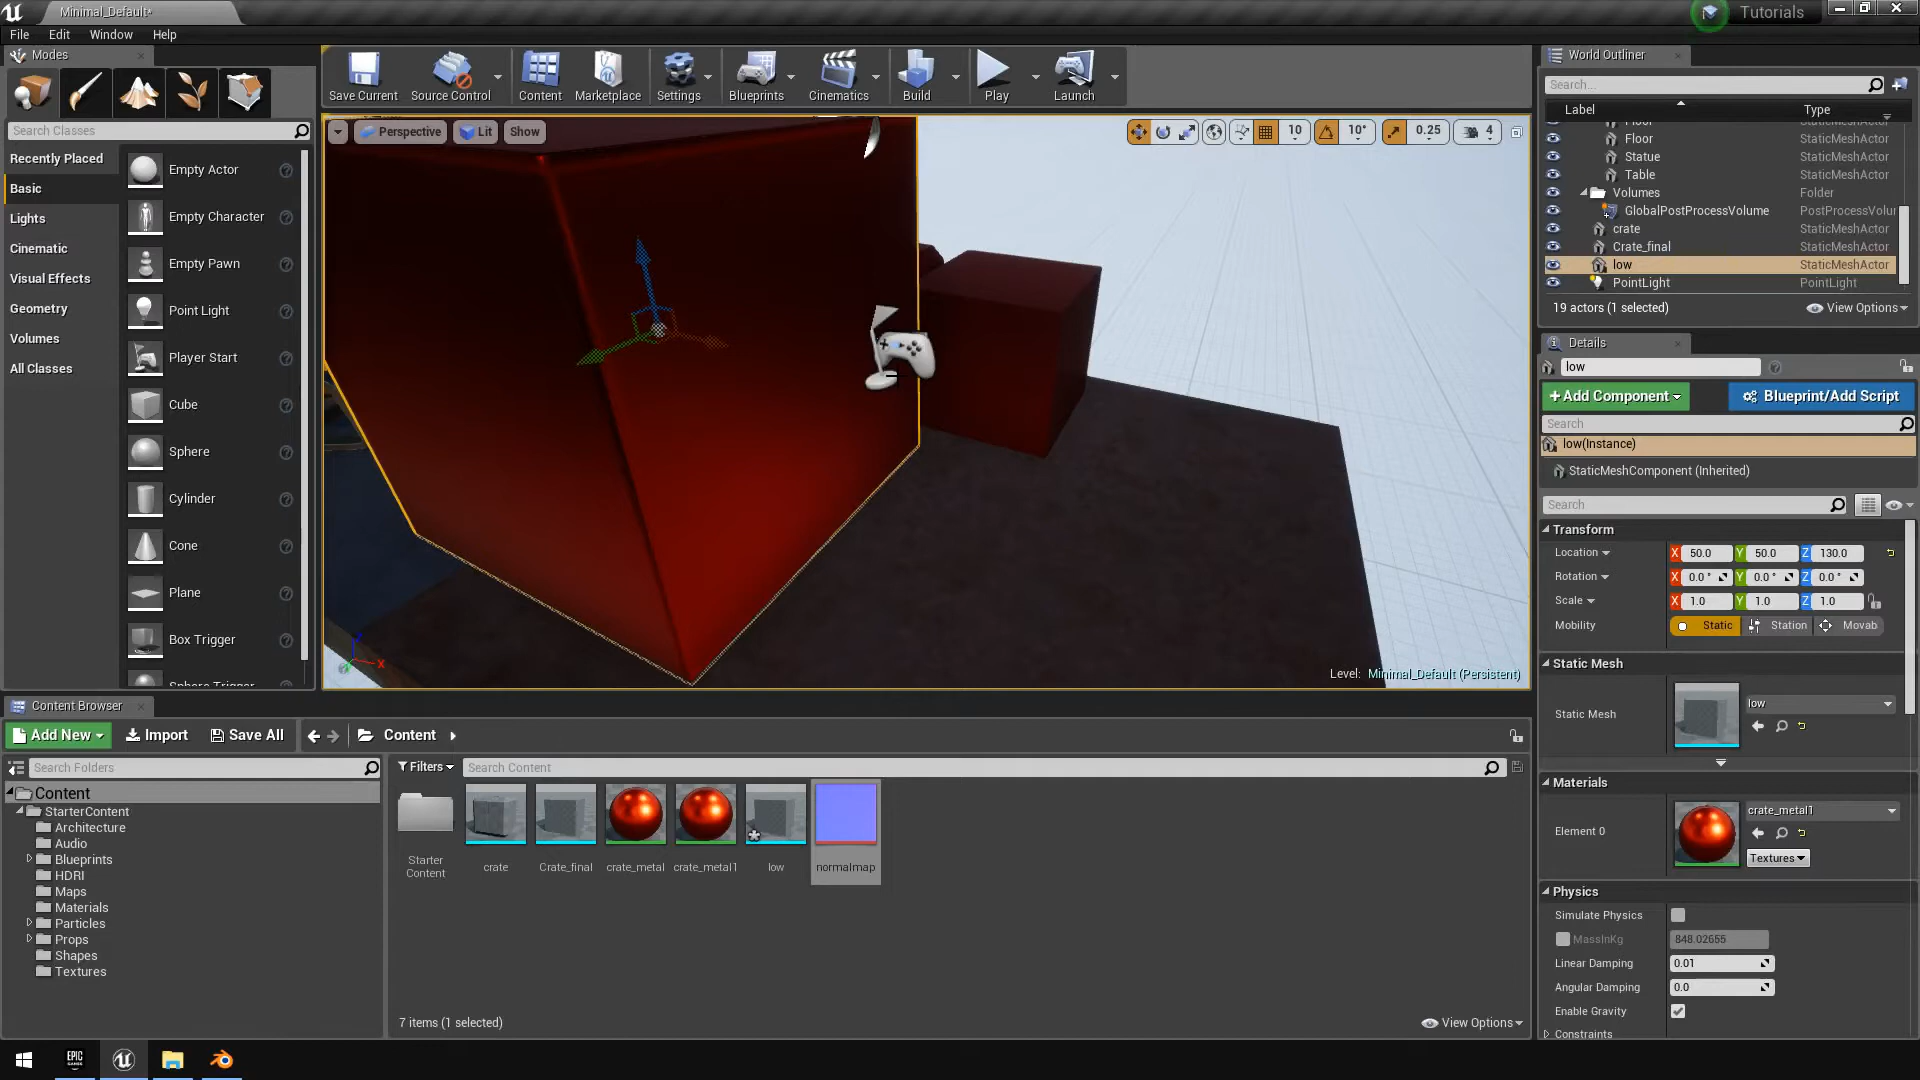 Minimal_Default*
Tutorials
File Edit Window Help
Modes
Search Classes
Recently Placed
Basic
Lights
Cinematic
Visual Effects
Geometry
Volumes
All Classes
Empty Actor
Empty Character
Empty Pawn
Point Light
Player Start
Cube
Sphere
Cylinder
Cone
Plane
Box Trigger
Sphere Trigger
Save Current
Source Control
Content
Marketplace
Settings
Blueprints
Cinematics
Build
Play
Launch
Perspective
Lit
Show
10
10°
0.25
4
X
Level: Minimal_Default (Persistent)
World Outliner
Search...
Label Type
Floor StaticMeshActor
Floor StaticMeshActor
Statue StaticMeshActor
Table StaticMeshActor
Volumes Folder
GlobalPostProcessVolume PostProcessVolu
crate StaticMeshActor
Crate_final StaticMeshActor
low StaticMeshActor
PointLight PointLight
19 actors (1 selected) View Options
Details
low
+Add Component
Blueprint/Add Script
Search
low(Instance)
StaticMeshComponent (Inherited)
Search
Transform
Location X 50.0 Y 50.0 Z 130.0
Rotation X 0.0 ° Y 0.0 ° Z 0.0 °
Scale X 1.0 Y 1.0 Z 1.0
Mobility Static Station Movab
Static Mesh
Static Mesh low
Materials
Element 0 crate_metal1
Textures
Physics
Simulate Physics
MassInKg 848.02655
Linear Damping 0.01
Angular Damping 0.0
Enable Gravity
Constraints
Content Browser
Add New Import Save All Content
Search Folders
Content
StarterContent
Architecture
Audio
Blueprints
HDRI
Maps
Materials
Particles
Props
Shapes
Textures
Filters Search Content
Starter Content
crate
Crate_final
crate_metal
crate_metal1
low
normalmap
7 items (1 selected) View Options
EPIC GAMES